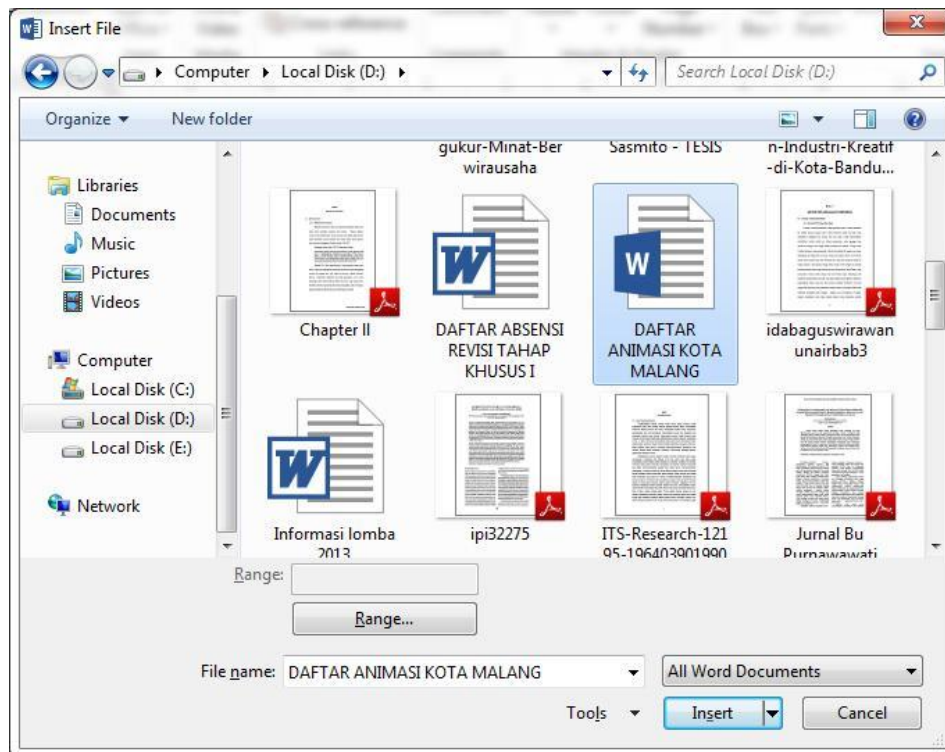 Insert File
Computer Local Disk (D:)
Search Local Disk (D:)
Organize
New folder
Libraries
Documents
Music
Pictures
Videos
Computer
Local Disk (C:)
Local Disk (D:)
Local Disk (E:)
Network
gukur-Minat-Ber
wirausaha
Sasmito - TESIS
n-Industri-Kreatif
-di-Kota-Bandu...
Chapter II
DAFTAR ABSENSI
REVISI TAHAP
KHUSUS I
DAFTAR
ANIMASI KOTA
MALANG
idabaguswirawan
unairbab3
Informasi lomba
2013
ipi32275
ITS-Research-121
95-196403901990
Jurnal Bu
Purnawawati
Range:
Range...
File name: DAFTAR ANIMASI KOTA MALANG
All Word Documents
Tools
Insert
Cancel